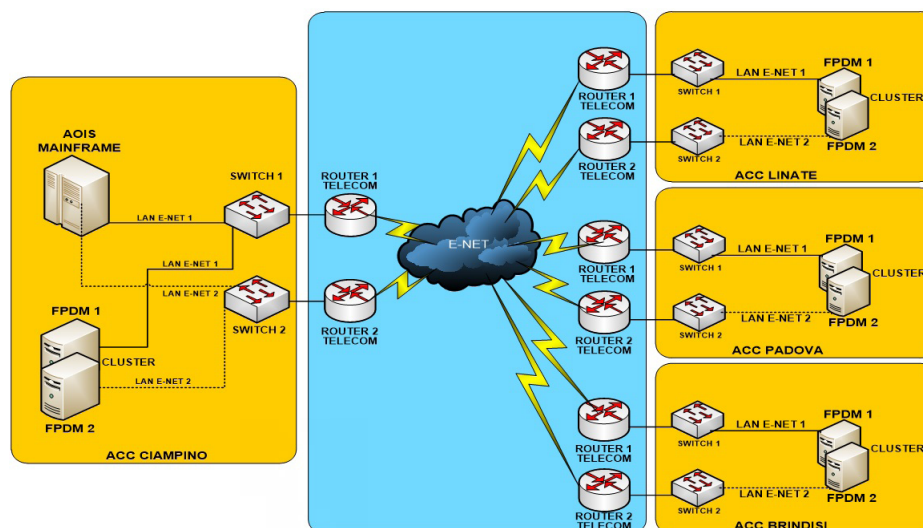 AOIS
MAINFRAME
SWITCH 1
LAN E-NET 1
LAN E-NET 1
LAN E-NET 2
SWITCH 2
FPDM 1
CLUSTER
LAN E-NET 2
FPDM 2
ACC CIAMPINO
ROUTER 1
TELECOM
ROUTER 2
TELECOM
E-NET
ROUTER 1
TELECOM
ROUTER 2
TELECOM
ROUTER 1
TELECOM
ROUTER 2
TELECOM
ROUTER 1
TELECOM
ROUTER 2
TELECOM
SWITCH 1
LAN E-NET 1
FPDM 1
CLUSTER
SWITCH 2
LAN E-NET 2
FPDM 2
ACC LINATE
SWITCH 1
LAN E-NET 1
FPDM 1
CLUSTER
SWITCH 2
LAN E-NET 2
FPDM 2
ACC PADOVA
SWITCH 1
LAN E-NET 1
FPDM 1
CLUSTER
SWITCH 2
LAN E-NET 2
FPDM 2
ACC BRINDISI